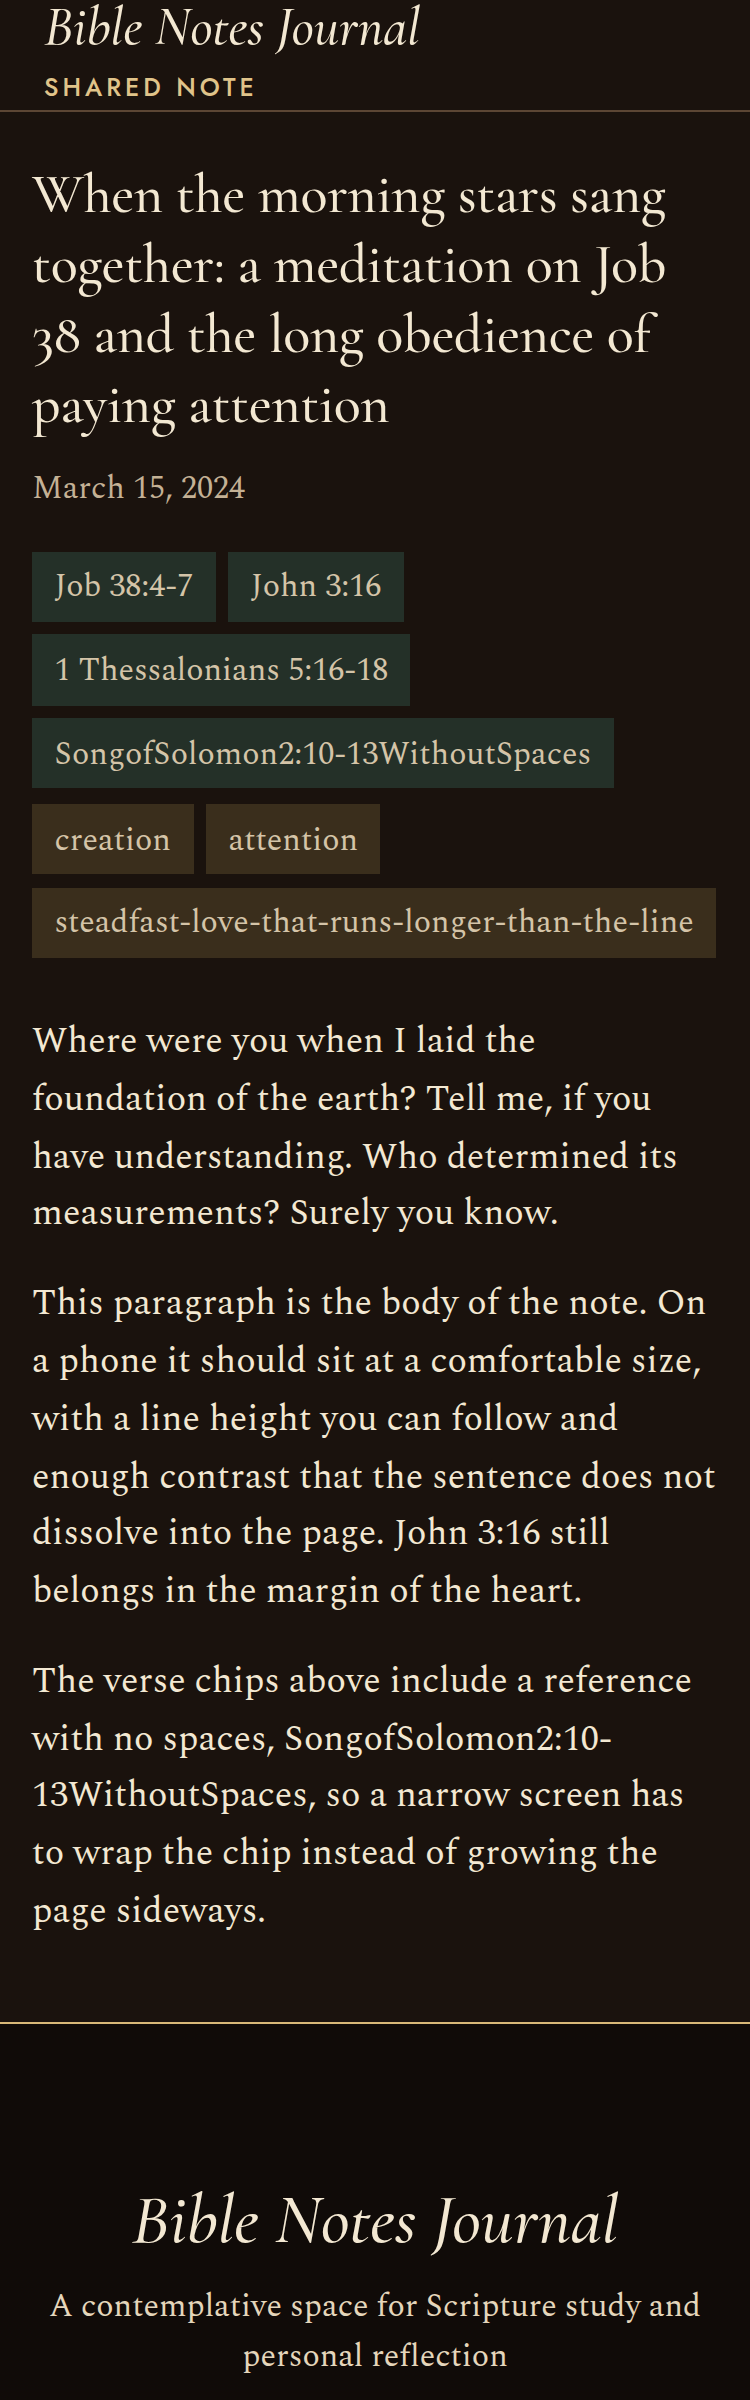 Bible Notes Journal
SHARED NOTE
When the morning stars sang
together: a meditation on Job
38 and the long obedience of
paying attention
March 15, 2024
Job 38:4-7 John 3:16
1 Thessalonians 5:16-18
SongofSolomon2:10-13WithoutSpaces
creation attention
steadfast-love-that-runs-longer-than-the-line
Where were you when I laid the
foundation of the earth? Tell me, if you
have understanding. Who determined its
measurements? Surely you know.
This paragraph is the body of the note. On
a phone it should sit at a comfortable size,
with a line height you can follow and
enough contrast that the sentence does not
dissolve into the page. John 3:16 still
belongs in the margin of the heart.
The verse chips above include a reference
with no spaces, SongofSolomon2:10-
13WithoutSpaces, so a narrow screen has
to wrap the chip instead of growing the
page sideways.
Bible Notes Journal
A contemplative space for Scripture study and
personal reflection